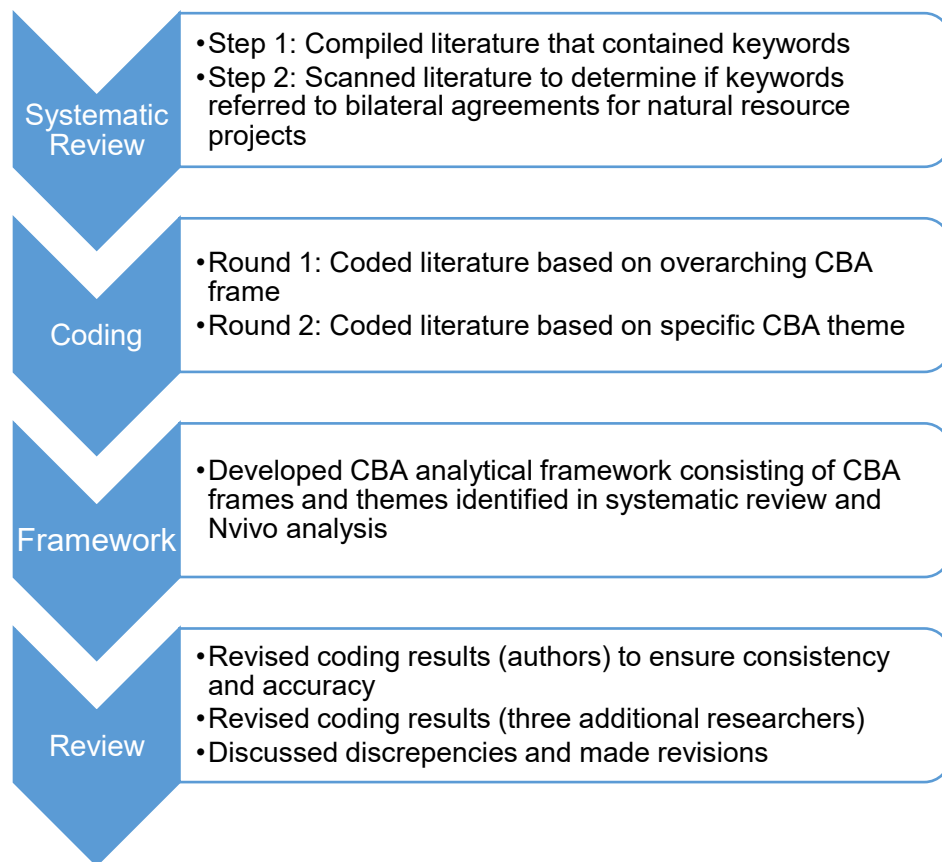 Systematic
Review
•Step 1: Compiled literature that contained keywords
•Step 2: Scanned literature to determine if keywords
referred to bilateral agreements for natural resource
projects
Coding
•Round 1: Coded literature based on overarching CBA
frame
•Round 2: Coded literature based on specific CBA theme
Framework
•Developed CBA analytical framework consisting of CBA
frames and themes identified in systematic review and
Nvivo analysis
Review
•Revised coding results (authors) to ensure consistency
and accuracy
•Revised coding results (three additional researchers)
•Discussed discrepencies and made revisions